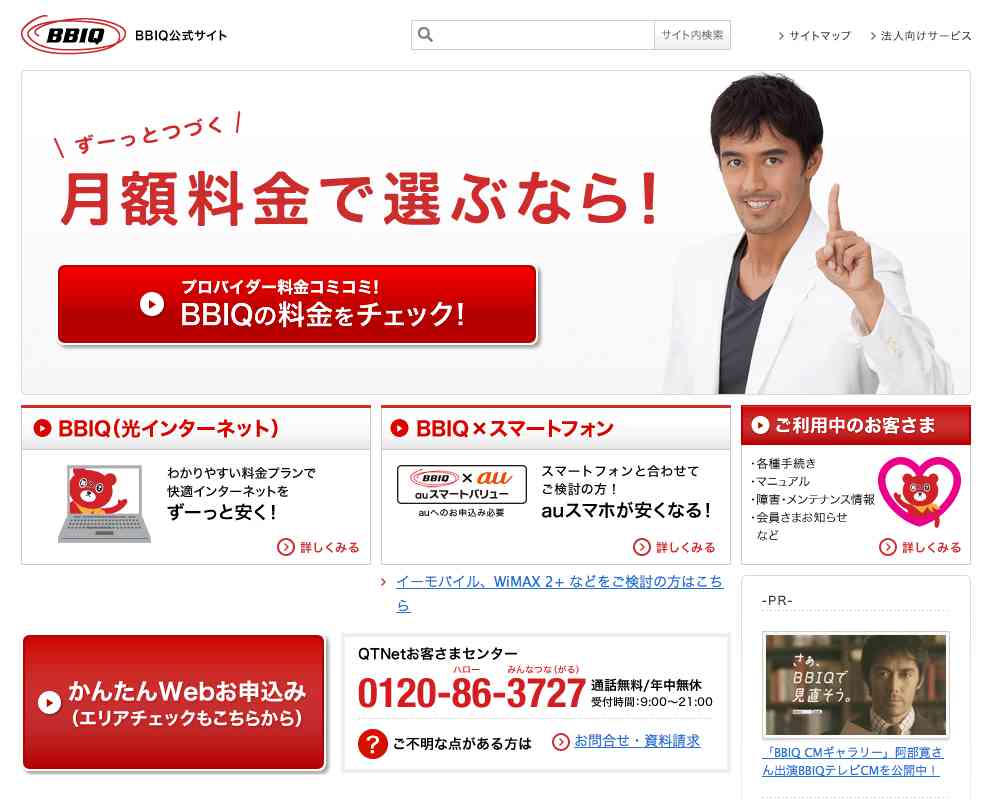 BBIQ BBIQ公式サイト
サイト内検索
サイトマップ
法人向けサービス
ずーっとつづく
月額料金で選ぶなら!
プロバイダー料金コミコミ!
BBIQの料金をチェック!
BBIQ(光インターネット)
わかりやすい料金プランで
快適インターネットを
ずーっと安く!
詳しくみる
BBIQ×スマートフォン
BBIQ × au
auスマートバリュー
auへのお申込み必要
スマートフォンと合わせて
ご検討の方!
auスマホが安くなる!
詳しくみる
ご利用中のお客さま
・各種手続き
・マニュアル
・障害・メンテナンス情報
・会員さまお知らせ
など
詳しくみる
イーモバイル、WiMAX 2+ などをご検討の方はこち
ら
かんたんWebお申込み
(エリアチェックもこちらから)
QTNetお客さまセンター
ハロー みんなつな(がる)
0120-86-3727
通話無料/年中無休
受付時間:9:00〜21:00
? ご不明な点がある方は
お問合せ・資料請求
-PR-
さぁ、
BBIQで
見直そう。
「BBIQ CMギャラリー」阿部寛さ
ん出演BBIQテレビCMを公開中!